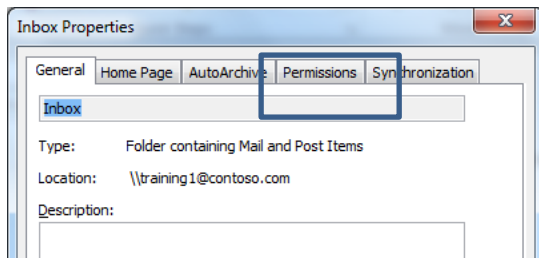 Inbox Properties
General Home Page AutoArchive Permissions Synchronization
Inbox
Type: Folder containing Mail and Post Items
Location: \\training1@contoso.com
Description: